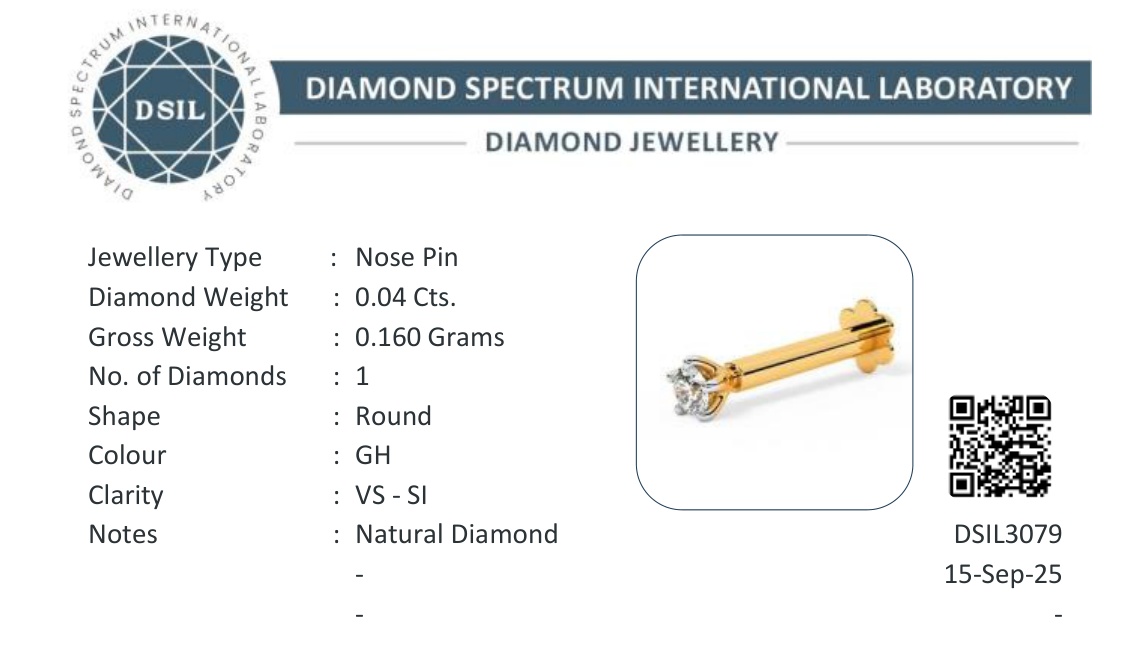 DIAMOND SPECTRUM INTERNATIONAL LABORATORY
DSIL
DIAMOND SPECTRUM INTERNATIONAL LABORATORY
DIAMOND JEWELLERY
Jewellery Type : Nose Pin
Diamond Weight : 0.04 Cts.
Gross Weight : 0.160 Grams
No. of Diamonds : 1
Shape : Round
Colour : GH
Clarity : VS - SI
Notes : Natural Diamond
-
-
DSIL3079
15-Sep-25
-